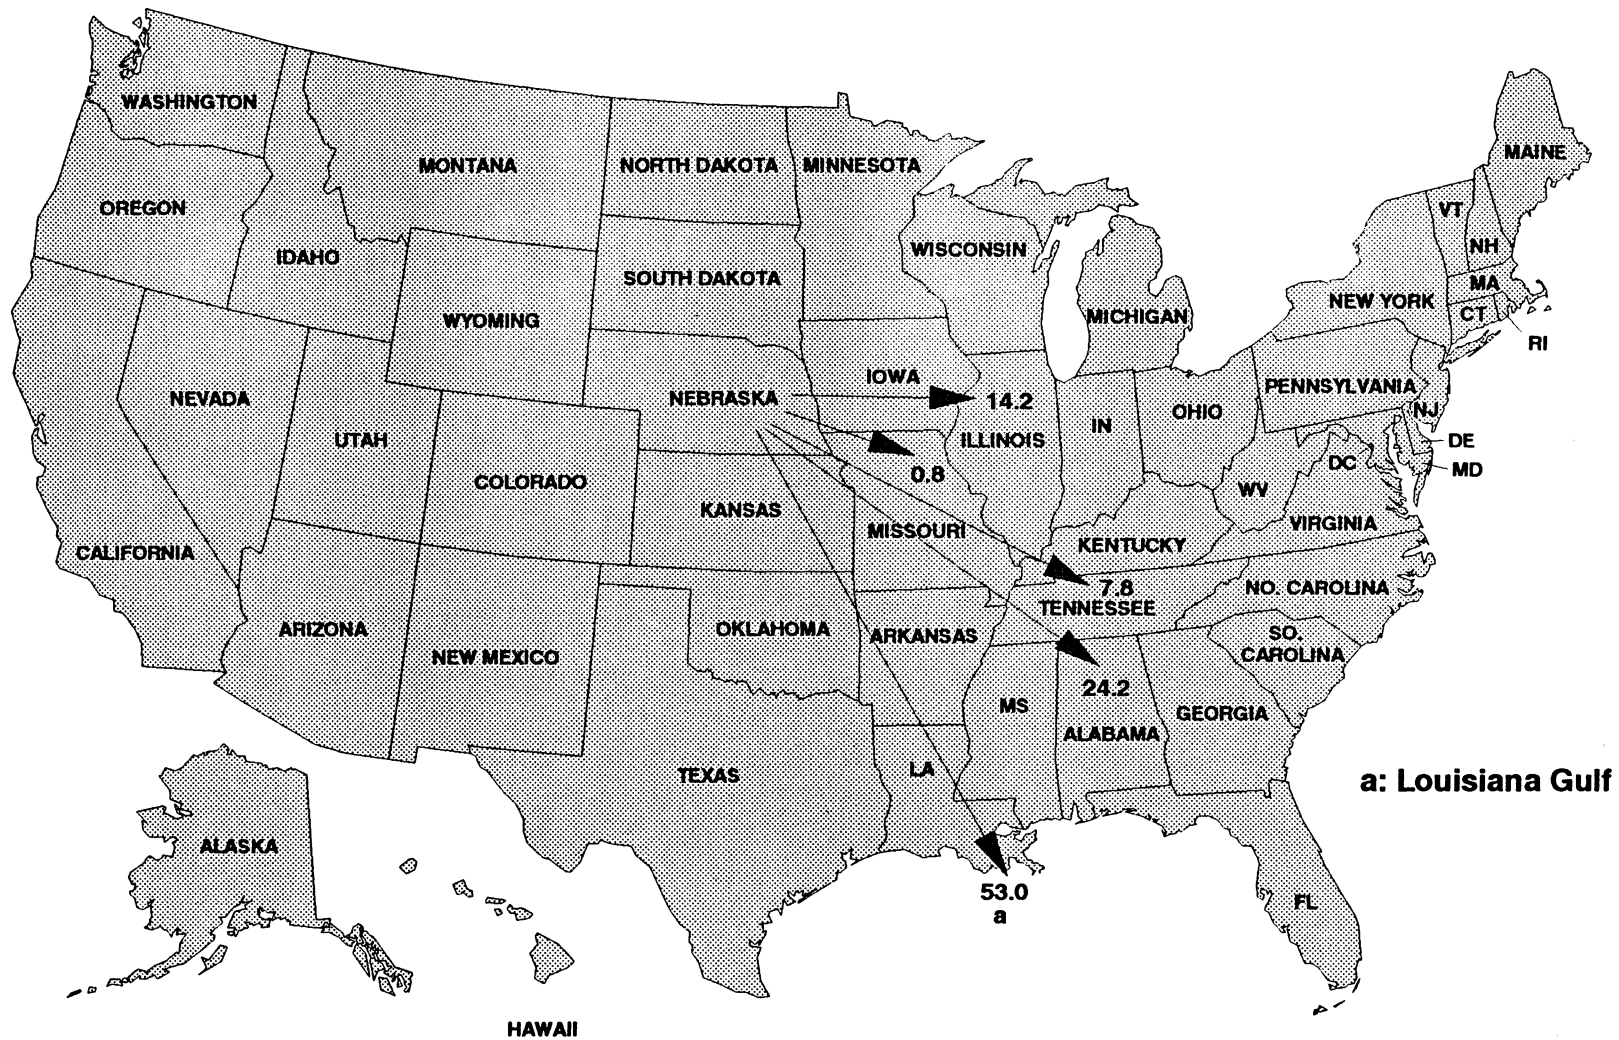 WASHINGTON
MONTANA
NORTH DAKOTA
MINNESOTA
MAINE
OREGON
VT
IDAHO
WISCONSIN
NH
SOUTH DAKOTA
MA
NEW YORK
WYOMING
MICHIGAN
CT
RI
IOWA
PENNSYLVANIA
NEVADA
NEBRASKA
14.2
OHIO
NJ
IN
UTAH
ILLINOIS
DE
DC
MD
0.8
COLORADO
WV
KANSAS
VIRGINIA
MISSOURI
CALIFORNIA
KENTUCKY
7.8
NO. CAROLINA
TENNESSEE
ARIZONA
OKLAHOMA
ARKANSAS
SO.
CAROLINA
NEW MEXICO
24.2
MS
GEORGIA
ALABAMA
LA
TEXAS
a: Louisiana Gulf
ALASKA
53.0
a
FL
HAWAII